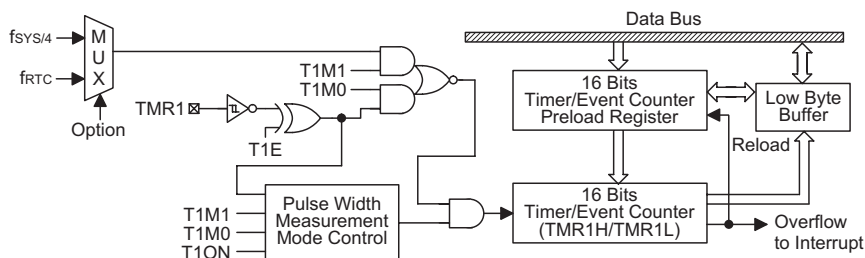 Data Bus
fSYS/4
fRTC
M
U
X
Option
TMR1
T1E
T1M1
T1M0
16 Bits
Timer/Event Counter
Preload Register
Low Byte
Buffer
Reload
T1M1
T1M0
T1ON
Pulse Width
Measurement
Mode Control
16 Bits
Timer/Event Counter
(TMR1H/TMR1L)
Overflow
to Interrupt